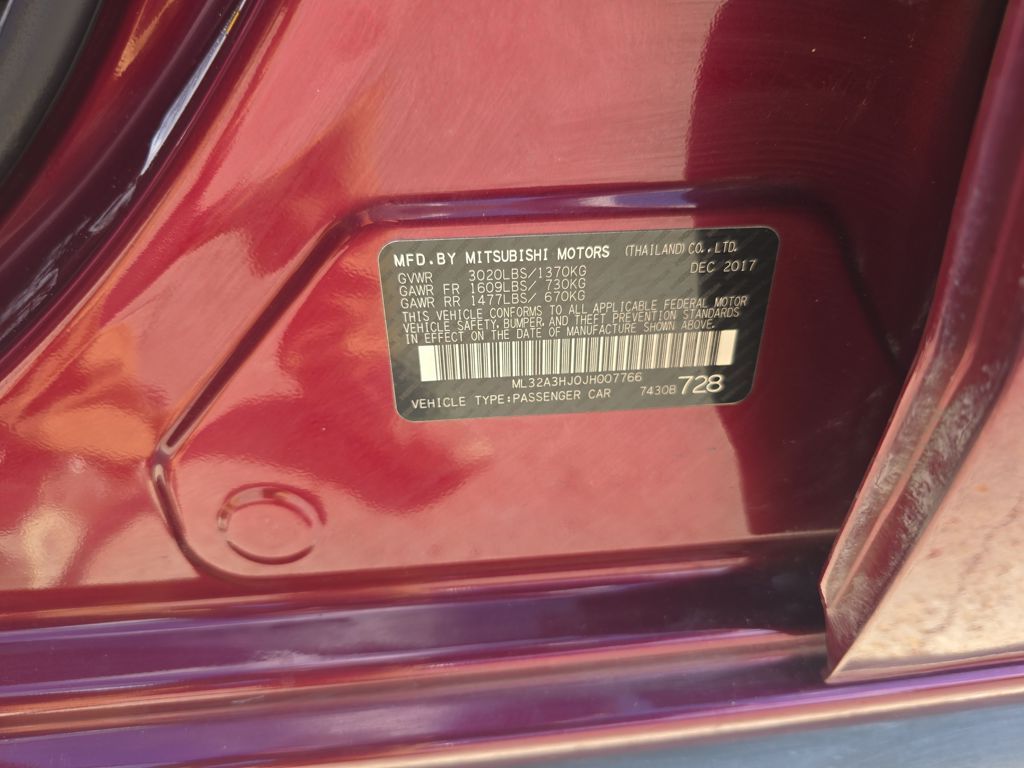 MFD.BY MITSUBISHI MOTORS (THAILAND) CO.,LTD.
GVWR 3020LBS/1370KG DEC 2017
GAWR FR 1609LBS/ 730KG
GAWR RR 1477LBS/ 670KG
THIS VEHICLE CONFORMS TO ALL APPLICABLE FEDERAL MOTOR
VEHICLE SAFETY, BUMPER, AND THEFT PREVENTION STANDARDS
IN EFFECT ON THE DATE OF MANUFACTURE SHOWN ABOVE.
ML32A3HJ0JH007766
VEHICLE TYPE:PASSENGER CAR 7430B 728